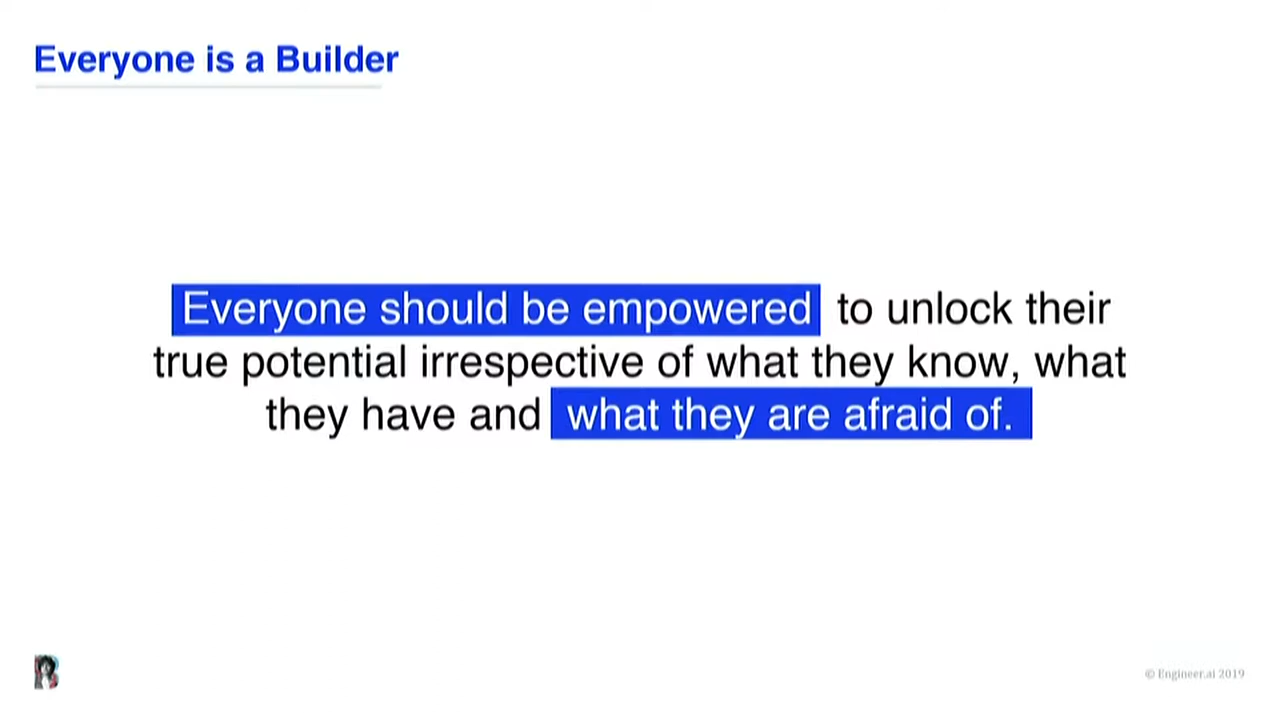 Everyone is a Builder
Everyone should be empowered to unlock their
true potential irrespective of what they know, what
they have and what they are afraid of.
© Engineer.ai 2019